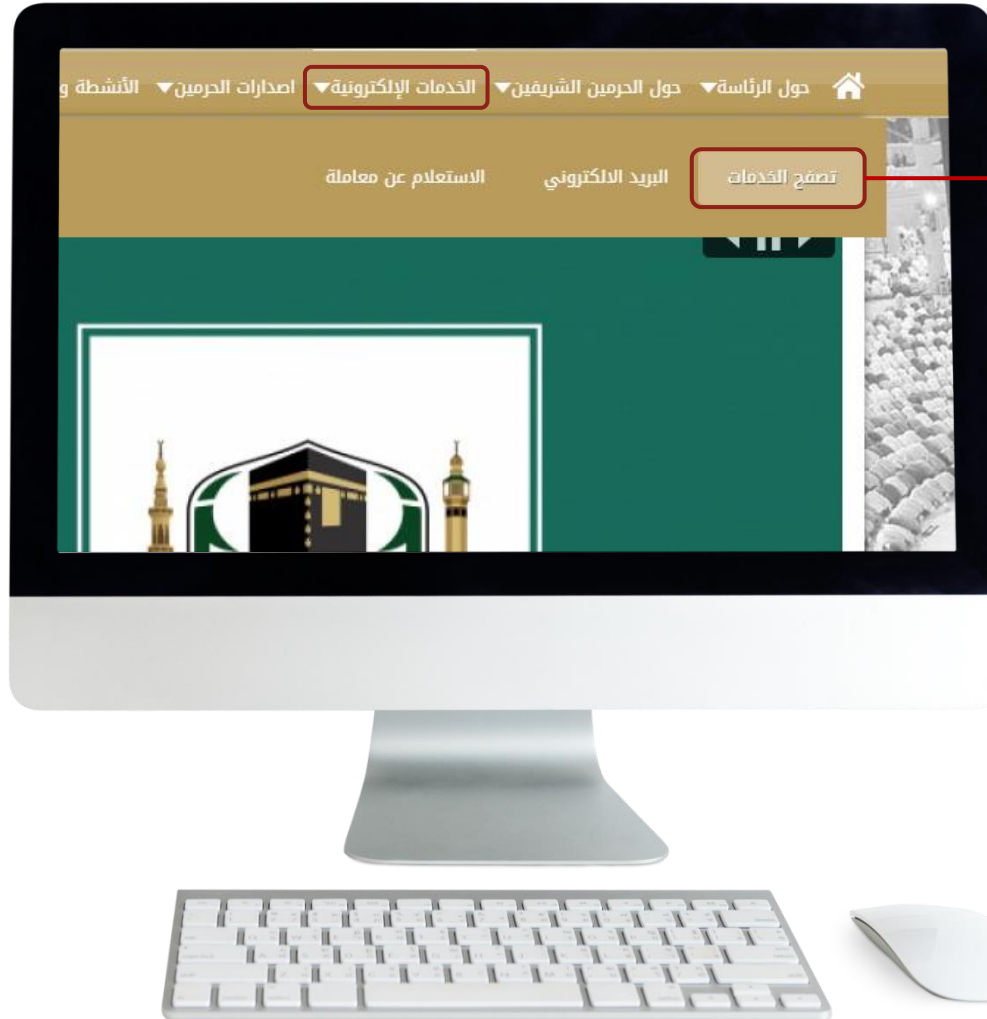 حول الرئاسة▼ حول الحرمين الشريفين▼ الخدمات الإلكترونية▼ اصدارات الحرمين▼ الأنشطة و
تصفح الخدمات البريد الالكتروني الاستعلام عن معاملة